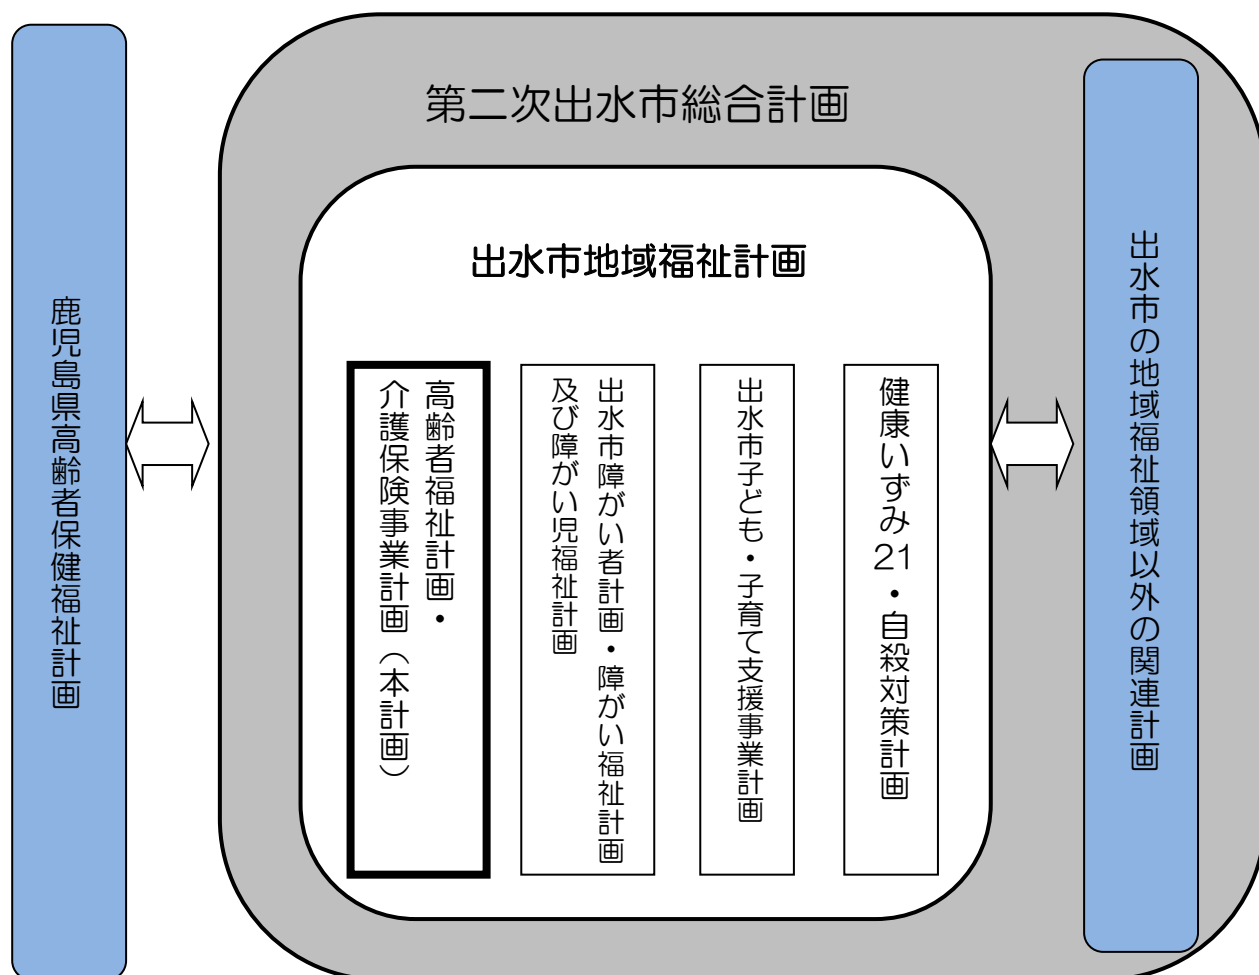 第二次出水市総合計画
出水市地域福祉計画
鹿児島県高齢者保健福祉計画
高齢者福祉計画・
介護保険事業計画（本計画）
出水市障がい者計画・障がい福祉計画
及び障がい児福祉計画
出水市子ども・子育て支援事業計画
健康いずみ21・自殺対策計画
出水市の地域福祉領域以外の関連計画